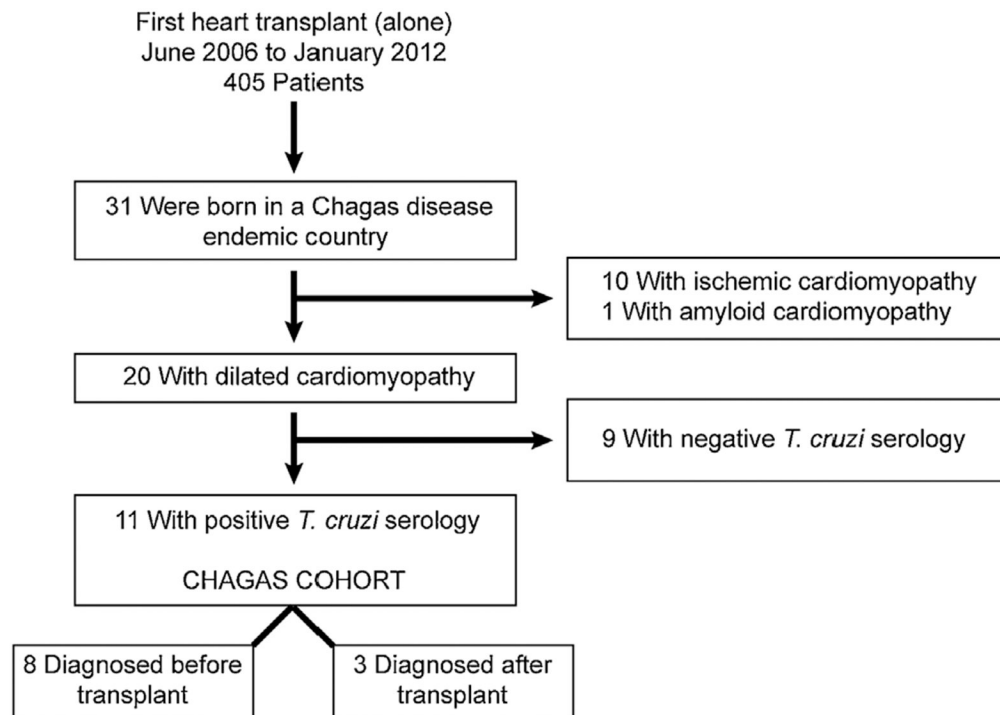 First heart transplant (alone)
June 2006 to January 2012
405 Patients
31 Were born in a Chagas disease
endemic country
10 With ischemic cardiomyopathy
1 With amyloid cardiomyopathy
20 With dilated cardiomyopathy
9 With negative T. cruzi serology
11 With positive T. cruzi serology
CHAGAS COHORT
8 Diagnosed before
transplant
3 Diagnosed after
transplant